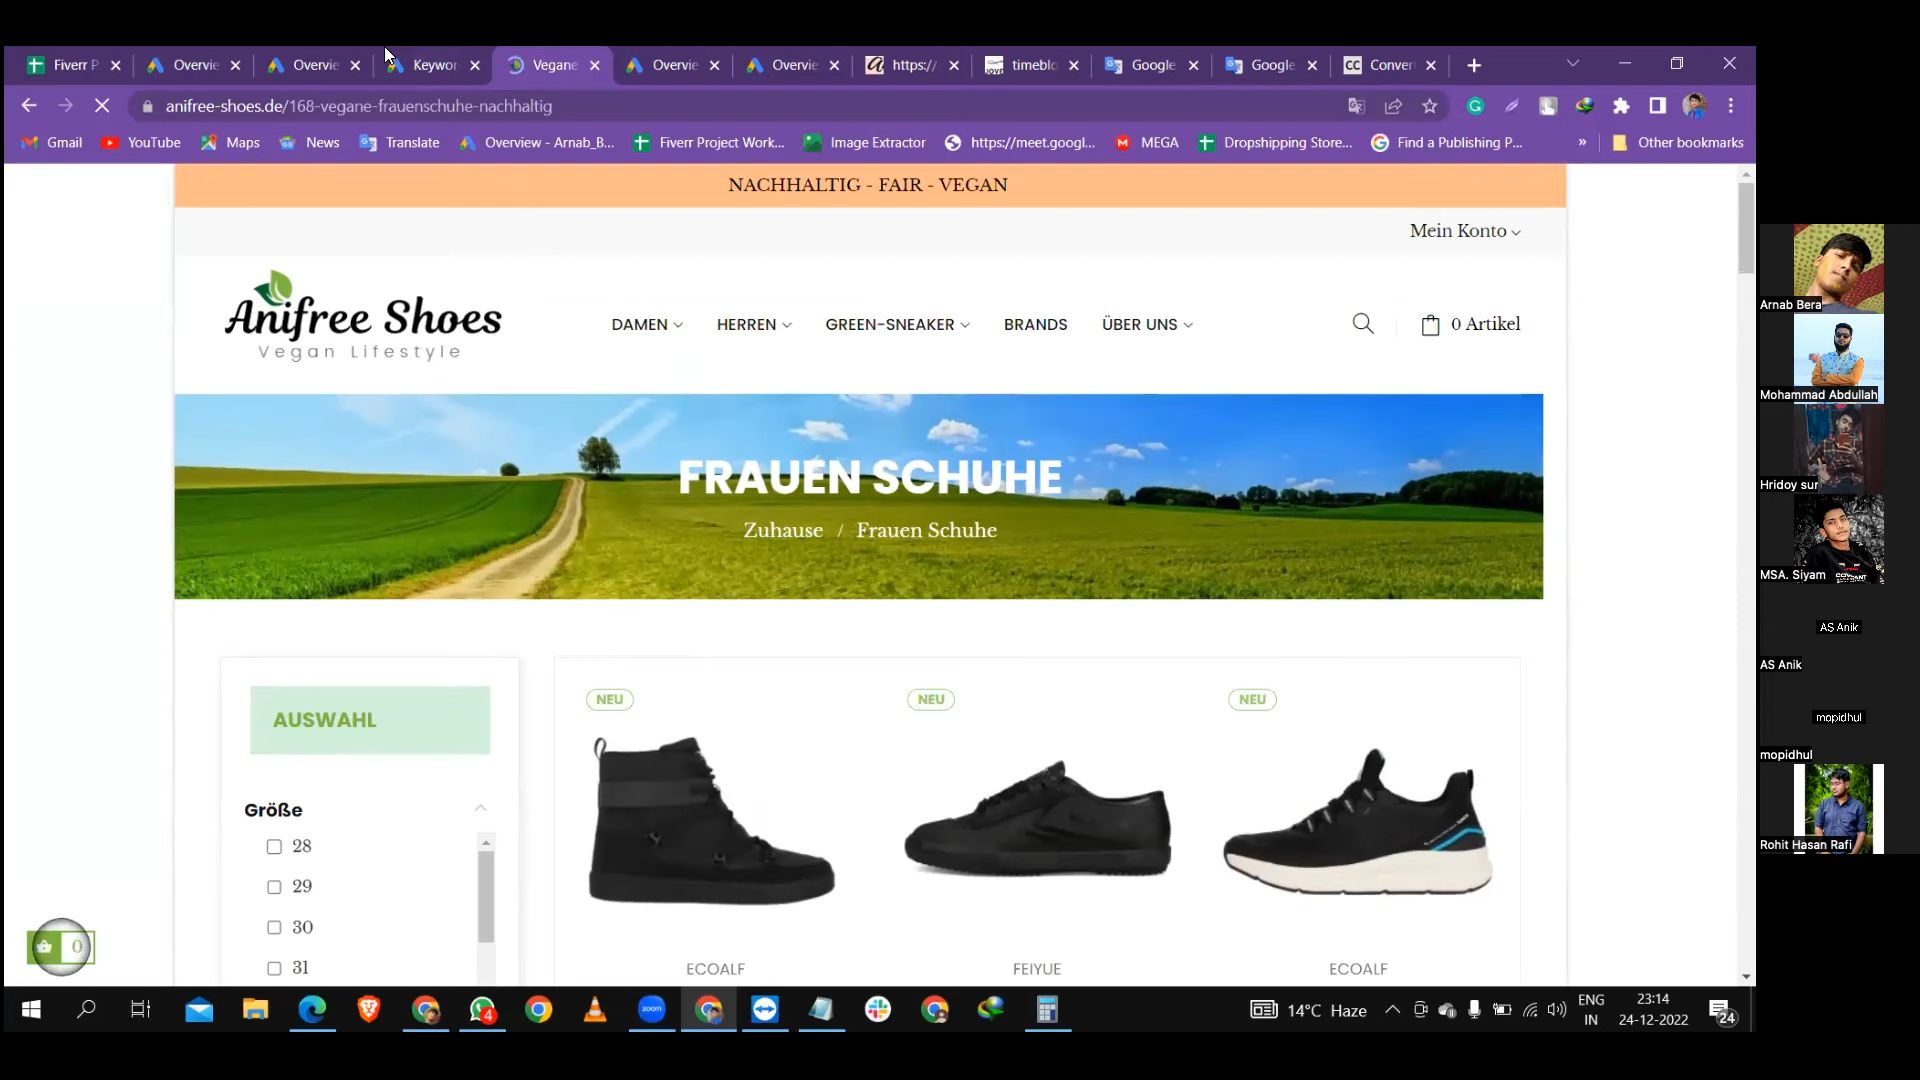 Fiverr P
Overvie
Overvie
Keywor
Vegane
Overvie
Overvie
https://
timeblo
Google
Google
CC Conver
anifree-shoes.de/168-vegane-frauenschuhe-nachhaltig
Gmail
YouTube
Maps
News
Translate
Overview - Arnab_B...
Fiverr Project Work...
Image Extractor
https://meet.googl...
MEGA
Dropshipping Store...
Find a Publishing P...
»
Other bookmarks
NACHHALTIG - FAIR - VEGAN
Mein Konto
Anifree Shoes
Vegan Lifestyle
DAMEN
HERREN
GREEN-SNEAKER
BRANDS
ÜBER UNS
0 Artikel
FRAUEN SCHUHE
Zuhause / Frauen Schuhe
AUSWAHL
NEU
NEU
NEU
Größe
28
29
30
31
0
ECOALF
FEIYUE
ECOALF
Arnab Bera
Mohammad Abdullah
Hridoy sur
MSA. Siyam
AS Anik
AS Anik
mopidhul
mopidhul
Rohit Hasan Rafi
4
zoom
14°C Haze
ENG
IN
23:14
24-12-2022
24